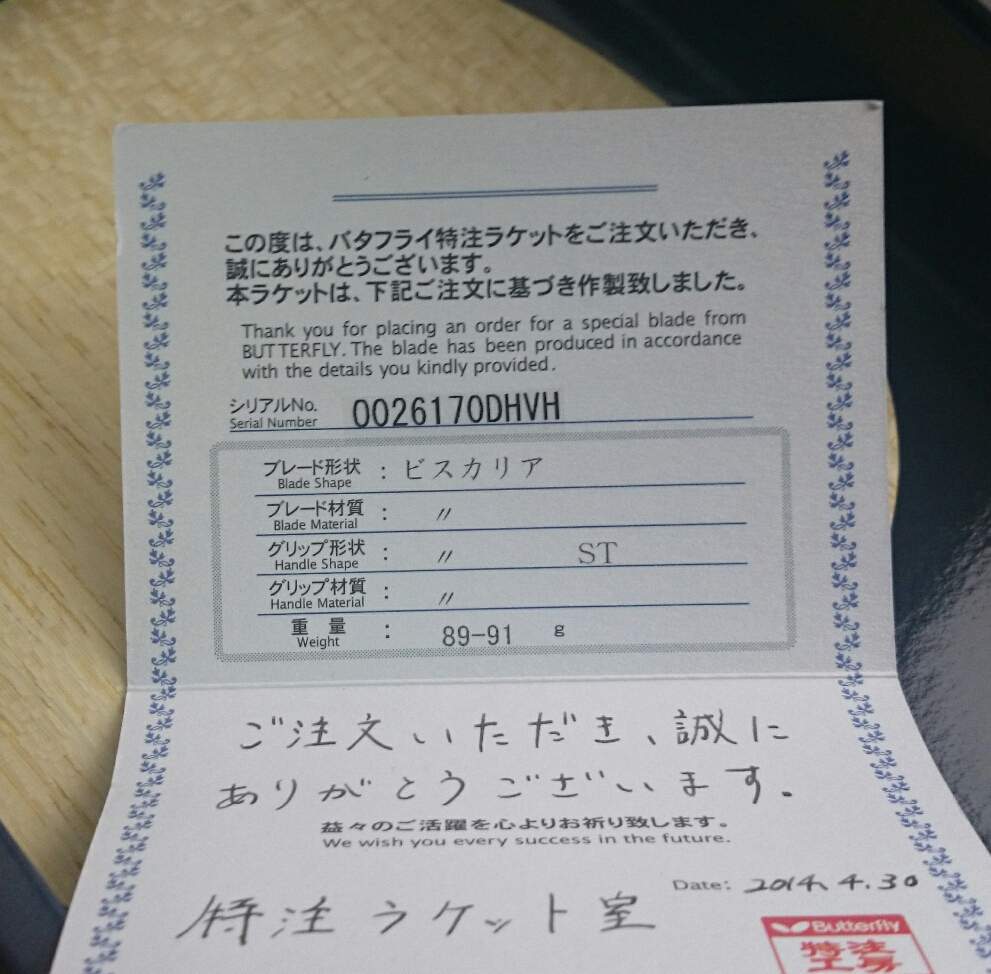 この度は、バタフライ特注ラケットをご注文いただき、
誠にありがとうございます。
本ラケットは、下記ご注文に基づき作製致しました。
Thank you for placing an order for a special blade from
BUTTERFLY. The blade has been produced in accordance
with the details you kindly provided.
シリアルNo. 0026170DHVH
Serial Number
ブレード形状 : ビスカリア
Blade Shape
ブレード材質 : 〃
Blade Material
グリップ形状 : 〃 ST
Handle Shape
グリップ材質 : 〃
Handle Material
重量 : 89-91 g
Weight
ご注文いただき、誠に
ありがとうございます。
益々のご活躍を心よりお祈り致します。
We wish you every success in the future.
Date: 2014. 4. 30
特注ラケット室
Butterfly
特注
工房